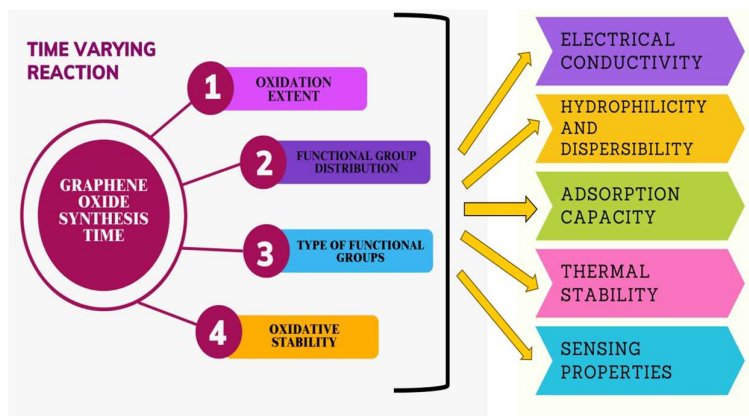 TIME VARYING
REACTION
GRAPHENE
OXIDE
SYNTHESIS
TIME
1
OXIDATION
EXTENT
2
FUNCTIONAL GROUP
DISTRIBUTION
3
TYPE OF FUNCTIONAL
GROUPS
4
OXIDATIVE
STABILITY
ELECTRICAL
CONDUCTIVITY
HYDROPHILICITY
AND
DISPERSIBILITY
ADSORPTION
CAPACITY
THERMAL
STABILITY
SENSING
PROPERTIES